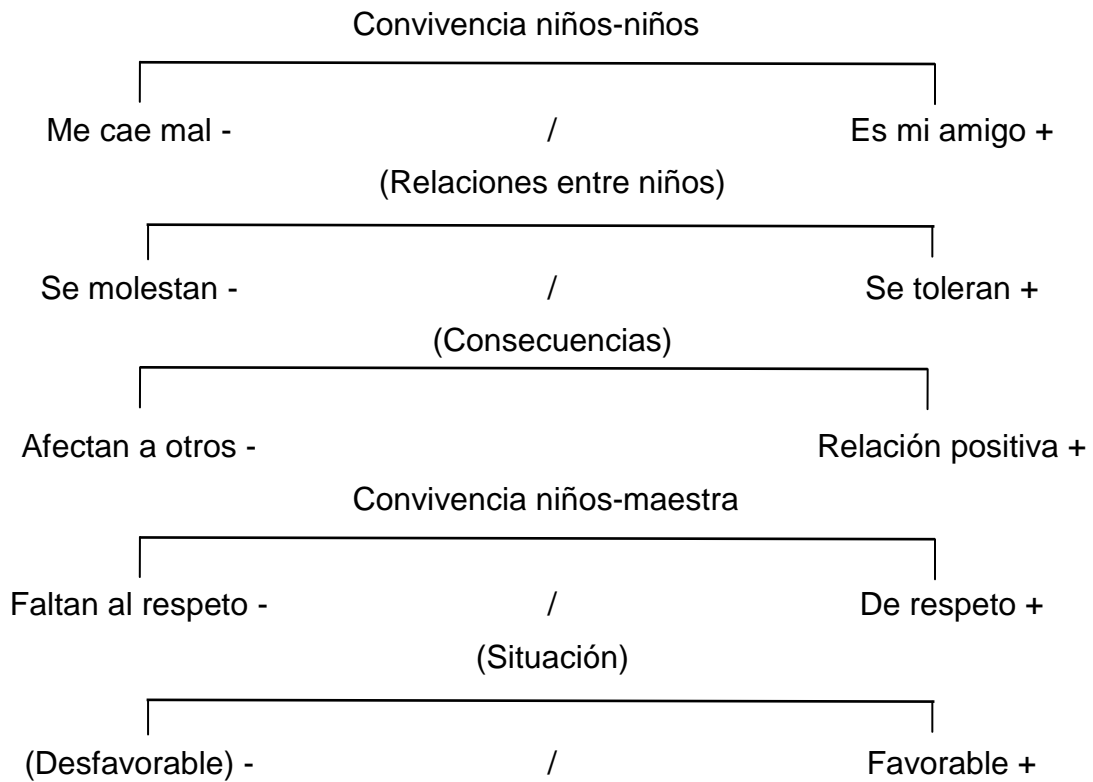 Convivencia niños-niños
Me cae mal - / Es mi amigo +
(Relaciones entre niños)
Se molestan - / Se toleran +
(Consecuencias)
Afectan a otros - Relación positiva +
Convivencia niños-maestra
Faltan al respeto - / De respeto +
(Situación)
(Desfavorable) - / Favorable +